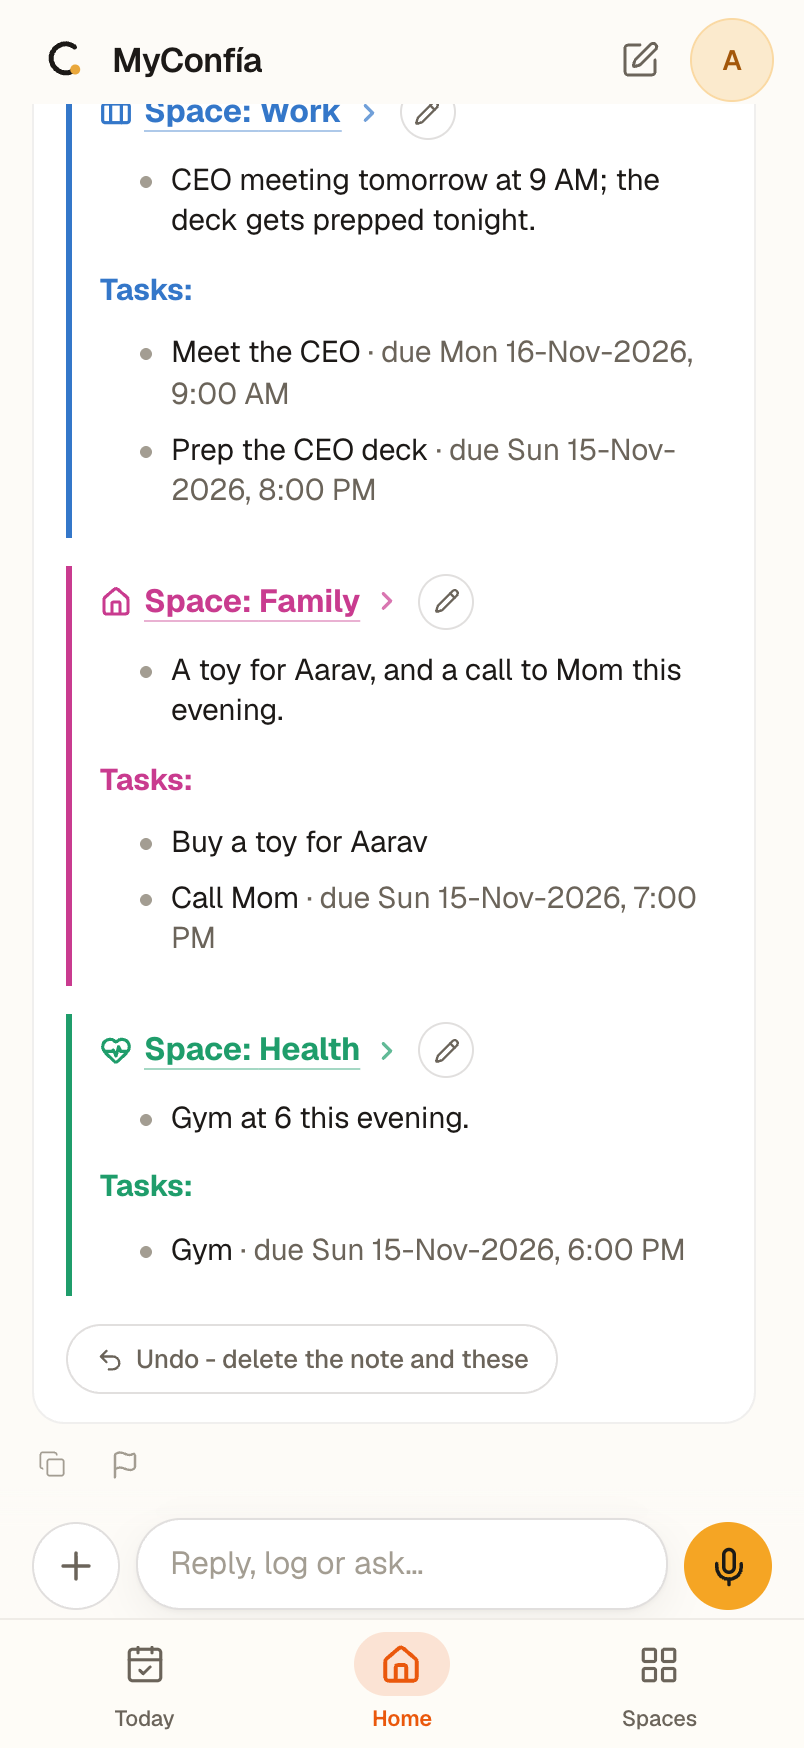 MyConfía
A
Space: Work
CEO meeting tomorrow at 9 AM; the
deck gets prepped tonight.
Tasks:
Meet the CEO · due Mon 16-Nov-2026,
9:00 AM
Prep the CEO deck · due Sun 15-Nov-
2026, 8:00 PM
Space: Family
A toy for Aarav, and a call to Mom this
evening.
Tasks:
Buy a toy for Aarav
Call Mom · due Sun 15-Nov-2026, 7:00
PM
Space: Health
Gym at 6 this evening.
Tasks:
Gym · due Sun 15-Nov-2026, 6:00 PM
Undo - delete the note and these
Reply, log or ask...
Today
Home
Spaces